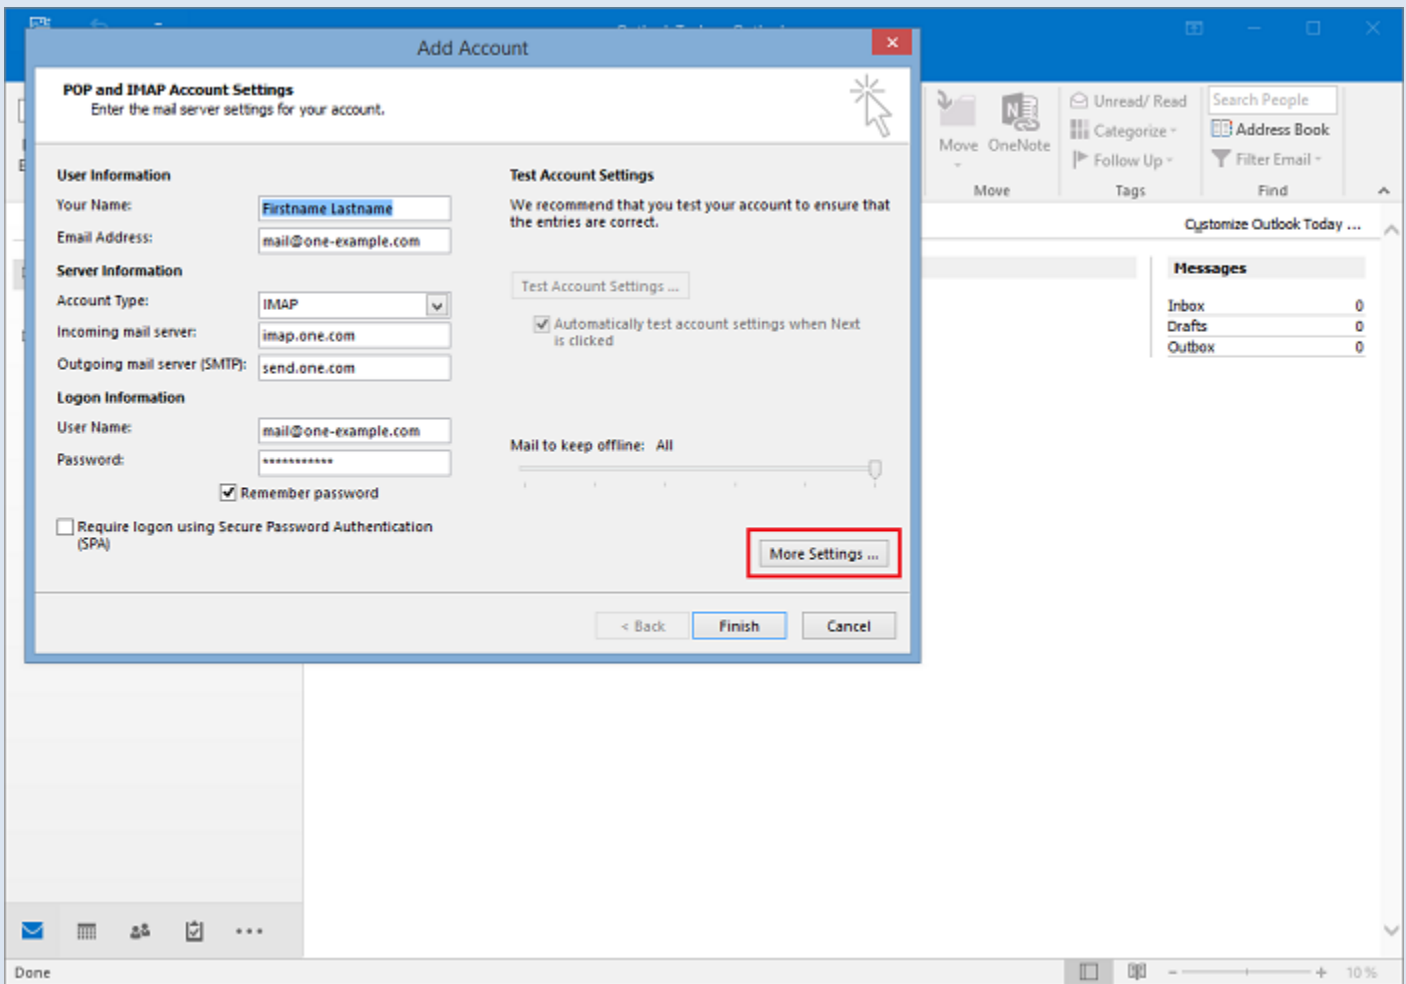 Add Account
POP and IMAP Account Settings
Enter the mail server settings for your account.
User Information
Your Name:
Firstname Lastname
Email Address:
mail@one-example.com
Server Information
Account Type:
IMAP
Incoming mail server:
imap.one.com
Outgoing mail server (SMTP):
send.one.com
Logon Information
User Name:
mail@one-example.com
Password:
***********
Remember password
Require logon using Secure Password Authentication
(SPA)
Test Account Settings
We recommend that you test your account to ensure that
the entries are correct.
Test Account Settings ...
Automatically test account settings when Next
is clicked
Mail to keep offline: All
More Settings ...
< Back
Finish
Cancel
Move
OneNote
Move
Unread/ Read
Categorize
Follow Up
Tags
Search People
Address Book
Filter Email
Find
Customize Outlook Today ...
Messages
Inbox 0
Drafts 0
Outbox 0
Done
10 %